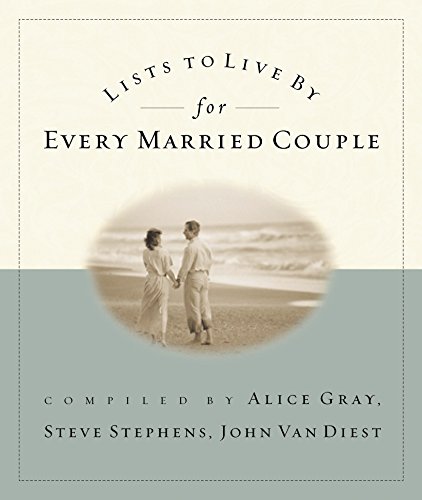 LISTS TO LIVE BY
for
EVERY MARRIED COUPLE
COMPILED BY ALICE GRAY,
STEVE STEPHENS, JOHN VAN DIEST